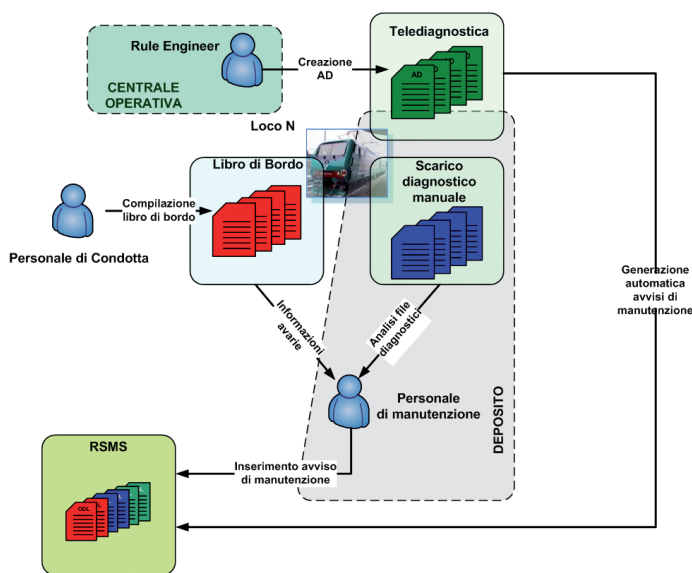 Rule Engineer
CENTRALE
OPERATIVA
Creazione
AD
Telediagnostica
AD
Loco N
Libro di Bordo
Scarico
diagnostico
manuale
Compilazione
libro di bordo
Personale di Condotta
Generazione
automatica
avvisi di
manutenzione
Informazioni
avarie
Analisi file
diagnostici
Personale
di manutenzione
DEPOSITO
RSMS
Inserimento avviso
di manutenzione
ODL